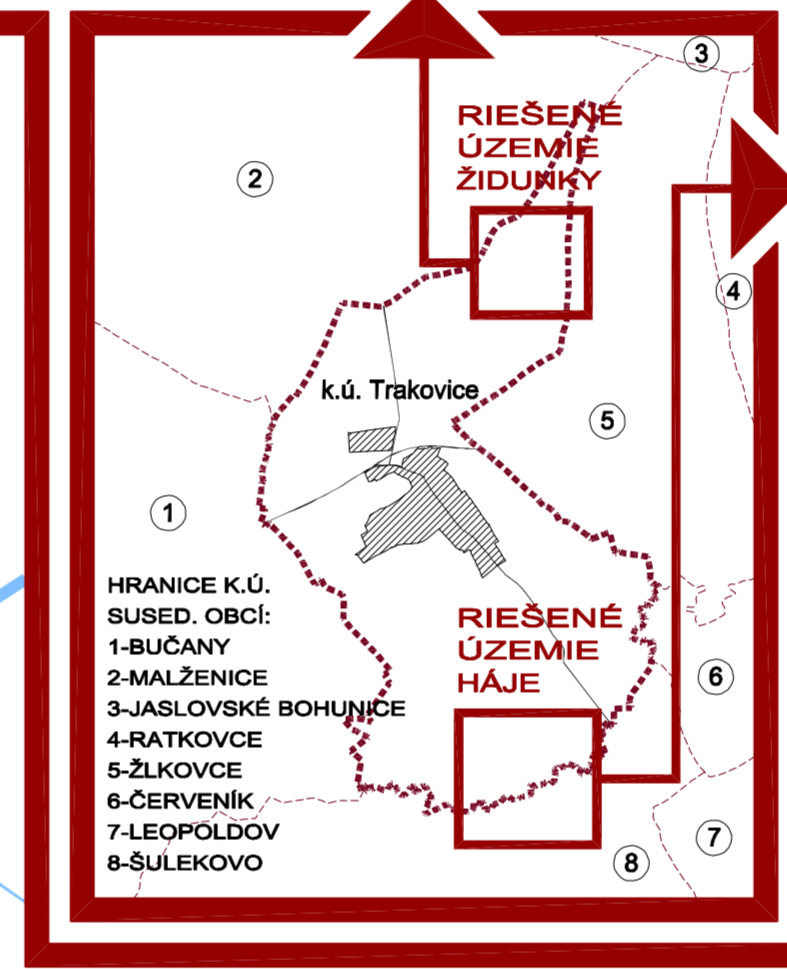 3
RIEŠENÉ
ÚZEMIE
ŽIDUNKY
2
4
k.ú. Trakovice
5
1
HRANICE K.Ú.
SUSED. OBCÍ:
1-BUČANY
2-MALŽENICE
3-JASLOVSKÉ BOHUNICE
4-RATKOVCE
5-ŽLKOVCE
6-ČERVENÍK
7-LEOPOLDOV
8-ŠULEKOVO
RIEŠENÉ
ÚZEMIE
HÁJE
6
7
8